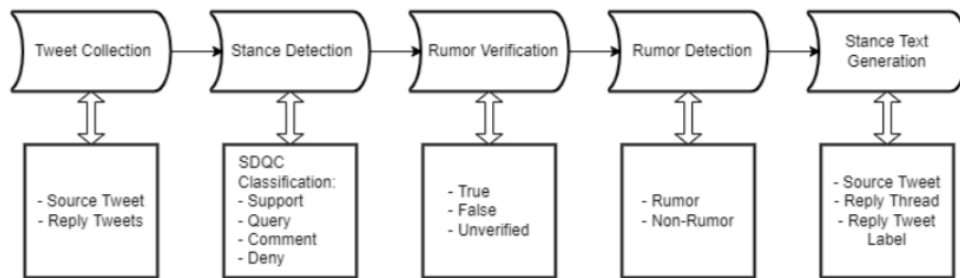 Tweet Collection
Stance Detection
Rumor Verification
Rumor Detection
Stance Text
Generation
- Source Tweet
- Reply Tweets
SDQC
Classification:
- Support
- Query
- Comment
- Deny
- True
- False
- Unverified
- Rumor
- Non-Rumor
- Source Tweet
- Reply Thread
- Reply Tweet
Label